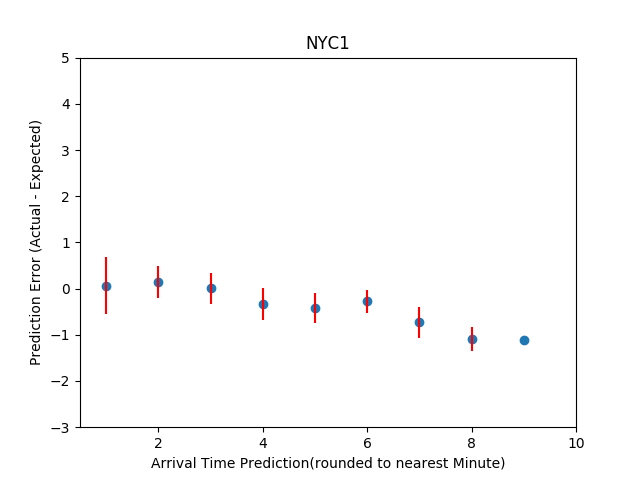 NYC1
Prediction Error (Actual - Expected)
5
4
3
2
1
0
−1
−2
−3
2 4 6 8 10
Arrival Time Prediction(rounded to nearest Minute)